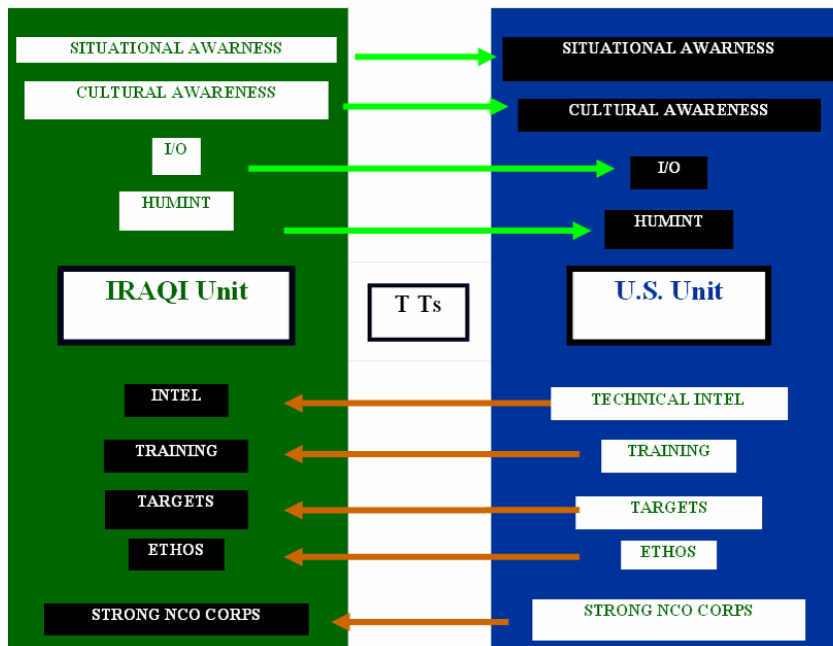 SITUATIONAL AWARNESS
SITUATIONAL AWARNESS
CULTURAL AWARENESS
CULTURAL AWARENESS
I/O
I/O
HUMINT
HUMINT
IRAQI Unit
T Ts
U.S. Unit
INTEL
TECHNICAL INTEL
TRAINING
TRAINING
TARGETS
TARGETS
ETHOS
ETHOS
STRONG NCO CORPS
STRONG NCO CORPS